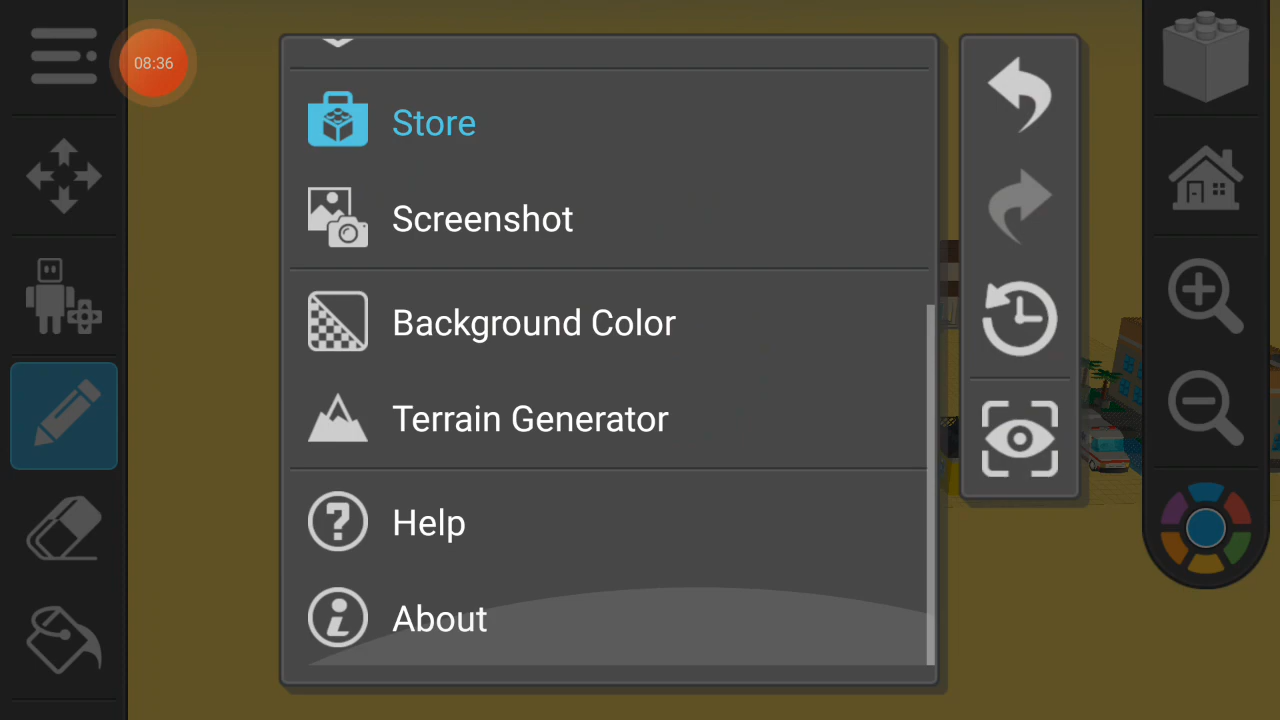 08:36
Store
Screenshot
Background Color
Terrain Generator
Help
About